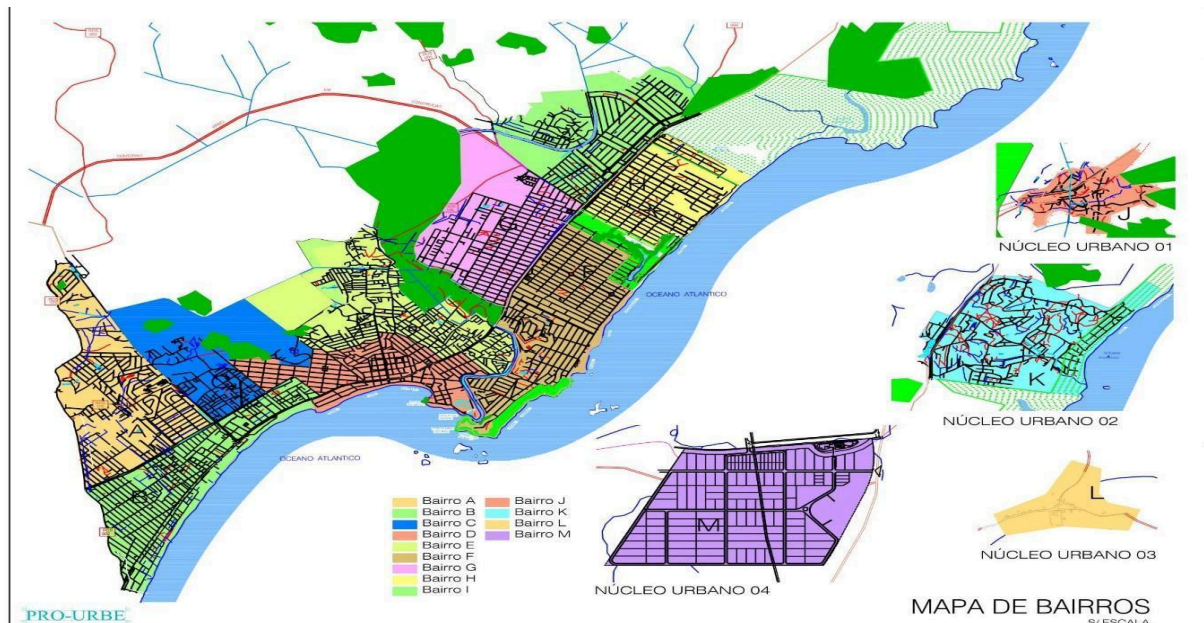 G
H
F
J
NÚCLEO URBANO 01
OCEANO ATLANTICO
K
NÚCLEO URBANO 02
A
B
OCEANO ATLANTICO
Bairro A
Bairro B
Bairro C
Bairro D
Bairro E
Bairro F
Bairro G
Bairro H
Bairro I
Bairro J
Bairro K
Bairro L
Bairro M
M
NÚCLEO URBANO 04
L
NÚCLEO URBANO 03
MAPA DE BAIRROS
S/ ESCALA
PRO-URBE